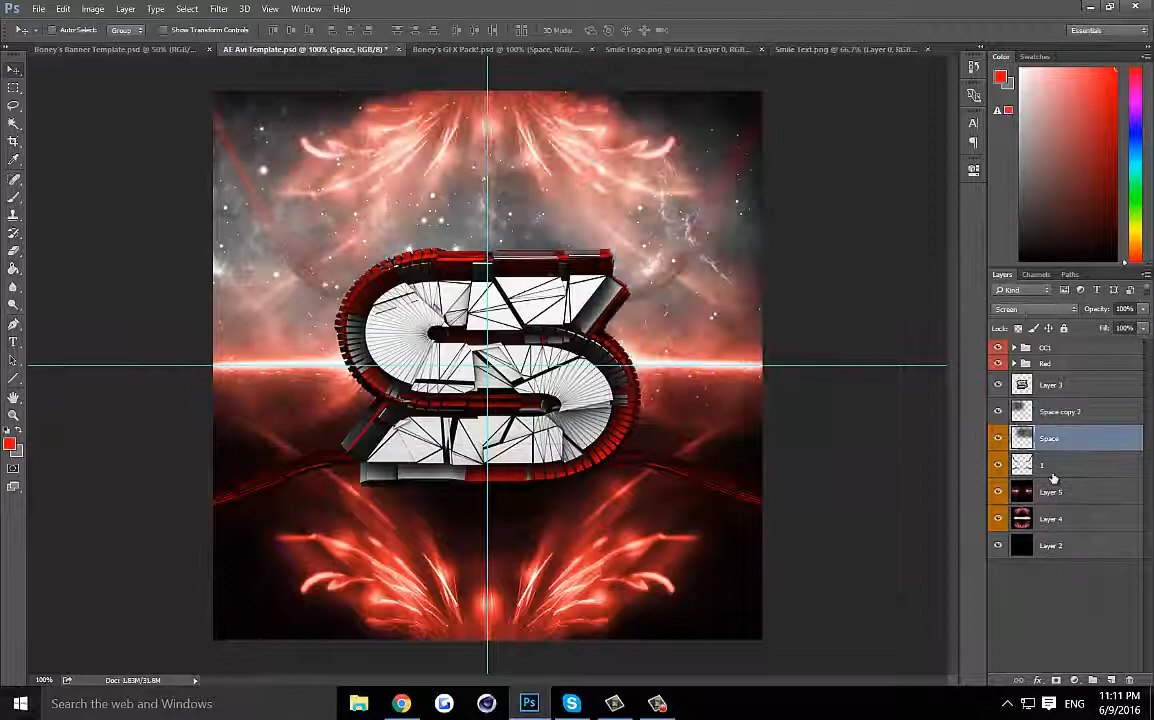 Ps File Edit Image Layer Type Select Filter 3D View Window Help
Auto-Select: Group Show Transform Controls 3D Mode: Essentials
Boney's Banner Template.psd @ 50% (RGB/... × AE Avi Template.psd @ 100% (Space, RGB/8) * × Boney's GFX Pack!.psd @ 100% (Space, RGB/... × Smile Logo.png @ 66.7% (Layer 0, RGB/... × Smile Text.png @ 66.7% (Layer 0, RGB/8... ×
Color Swatches
Layers Channels Paths
Kind
Screen Opacity: 100%
Lock: Fill: 100%
CC1
Red
Layer 3
Space copy 2
Space
1
Layer 5
Layer 4
Layer 2
100% Doc: 1.83M/31.8M
Search the web and Windows Ps ENG 11:11 PM
6/9/2016